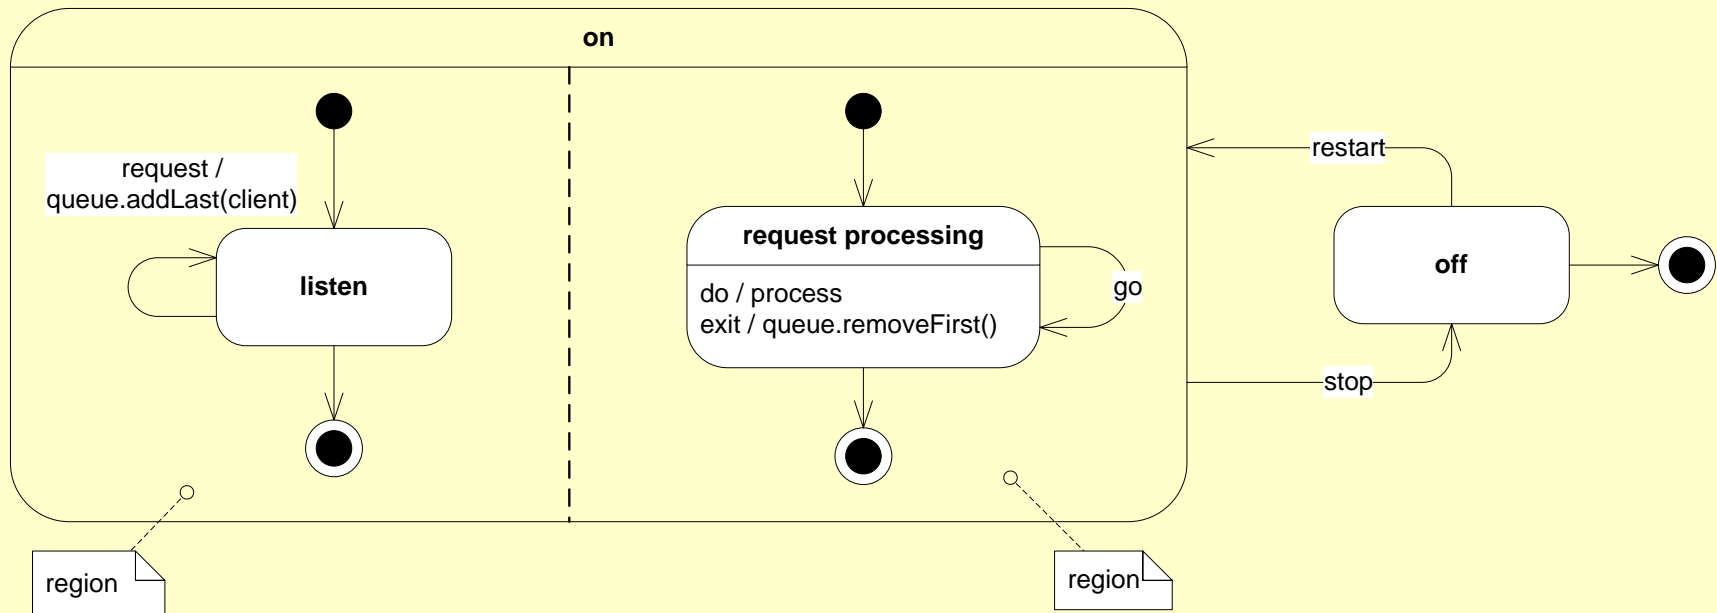 on
request /
queue.addLast(client)
listen
request processing
do / process
exit / queue.removeFirst()
go
restart
off
stop
region
region